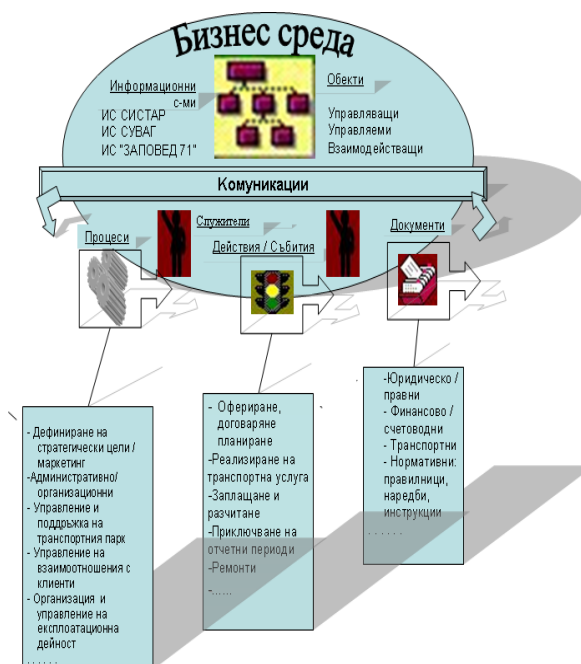 Бизнес среда
Информационни
с-ми
ИС СИСТАР
ИС СУВАГ
ИС "ЗАПОВЕД 71"
Обекти
Управляващи
Управляеми
Взаимодействащи
Комуникации
Служители
Процеси
Действия / Събития
Документи
- Дефиниране на
стратегически цели /
маркетинг
-Административно/
организационни
- Управление и
поддръжка на
транспортния парк
- Управление на
взаимоотношения с
клиенти
- Организация и
управление на
експлоатационна
дейност
......
- Офериране,
договаряне
планиране
-Реализиране на
транспортна услуга
-Заплащане и
разчитане
-Приключване на
отчетни периоди
-Ремонти
-......
-Юридическо /
правни
- Финансово /
счетоводни
- Транспортни
- Нормативни:
правилници,
наредби,
инструкции
. . . . . .